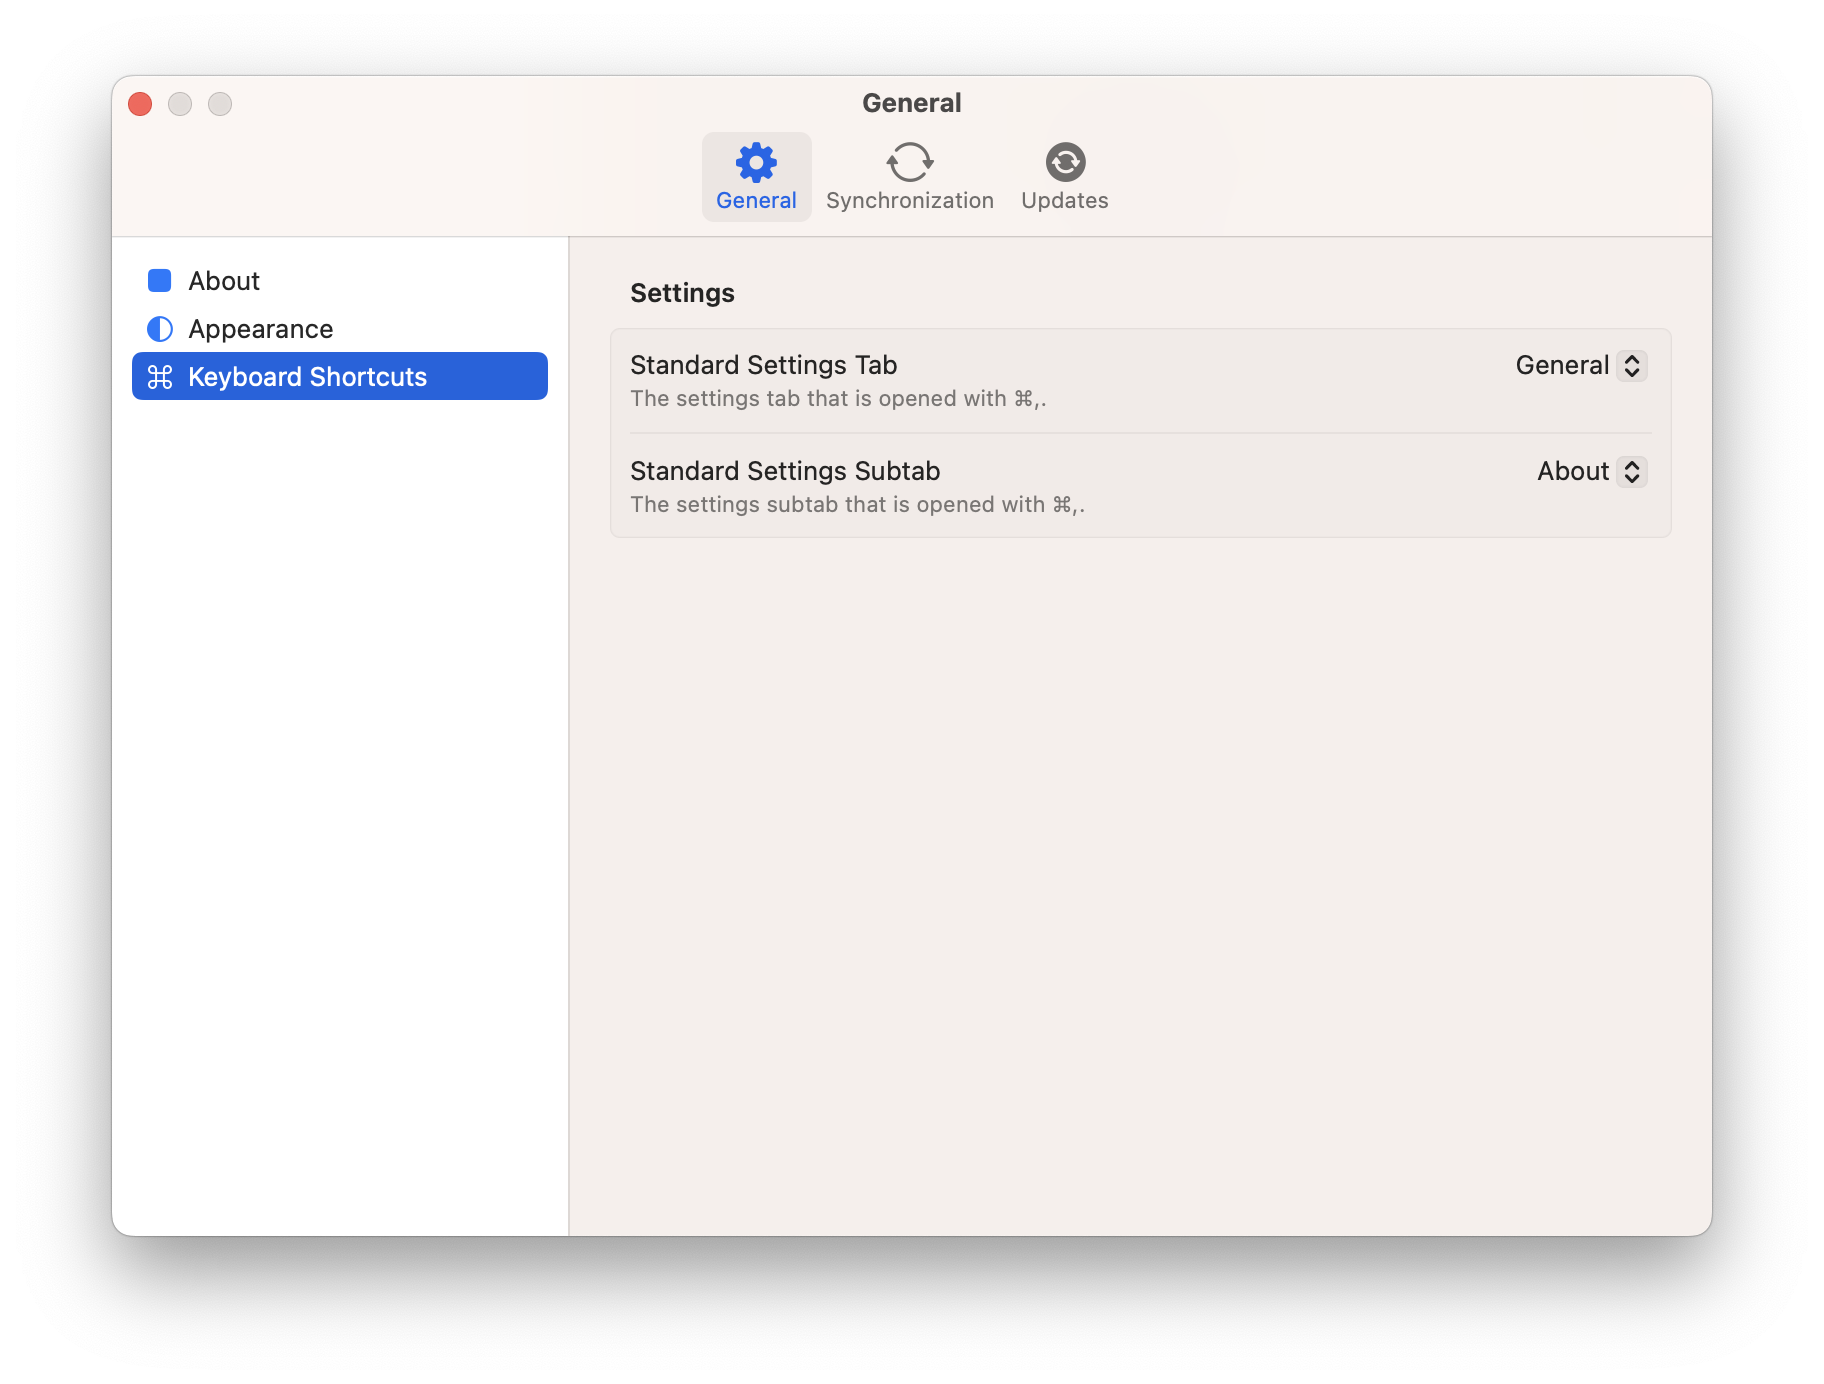 General
General
Synchronization
Updates
About
Appearance
Keyboard Shortcuts
Settings
Standard Settings Tab
General
The settings tab that is opened with ⌘,.
Standard Settings Subtab
About
The settings subtab that is opened with ⌘,.